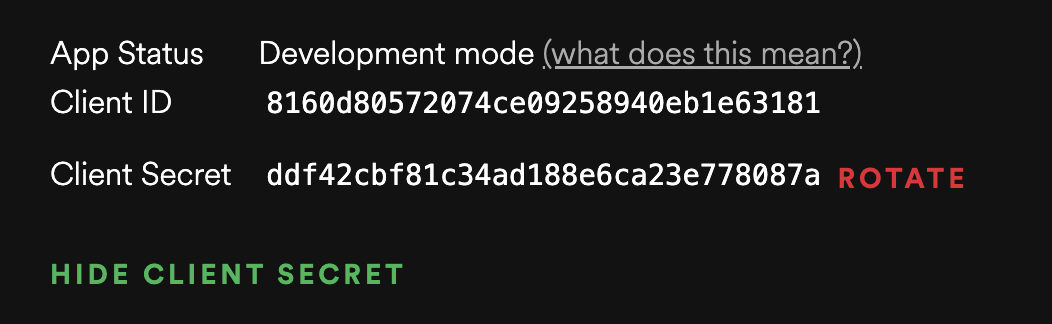 App Status Development mode (what does this mean?)
Client ID 8160d80572074ce09258940eb1e63181
Client Secret ddf42cbf81c34ad188e6ca23e778087a ROTATE
HIDE CLIENT SECRET